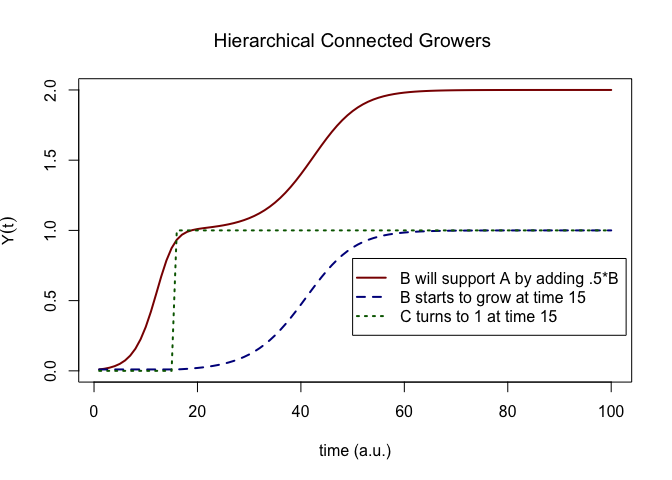 Hierarchical Connected Growers
Y(t)
2.0
1.5
1.0
0.5
0.0
B will support A by adding .5*B
B starts to grow at time 15
C turns to 1 at time 15
0 20 40 60 80 100
time (a.u.)